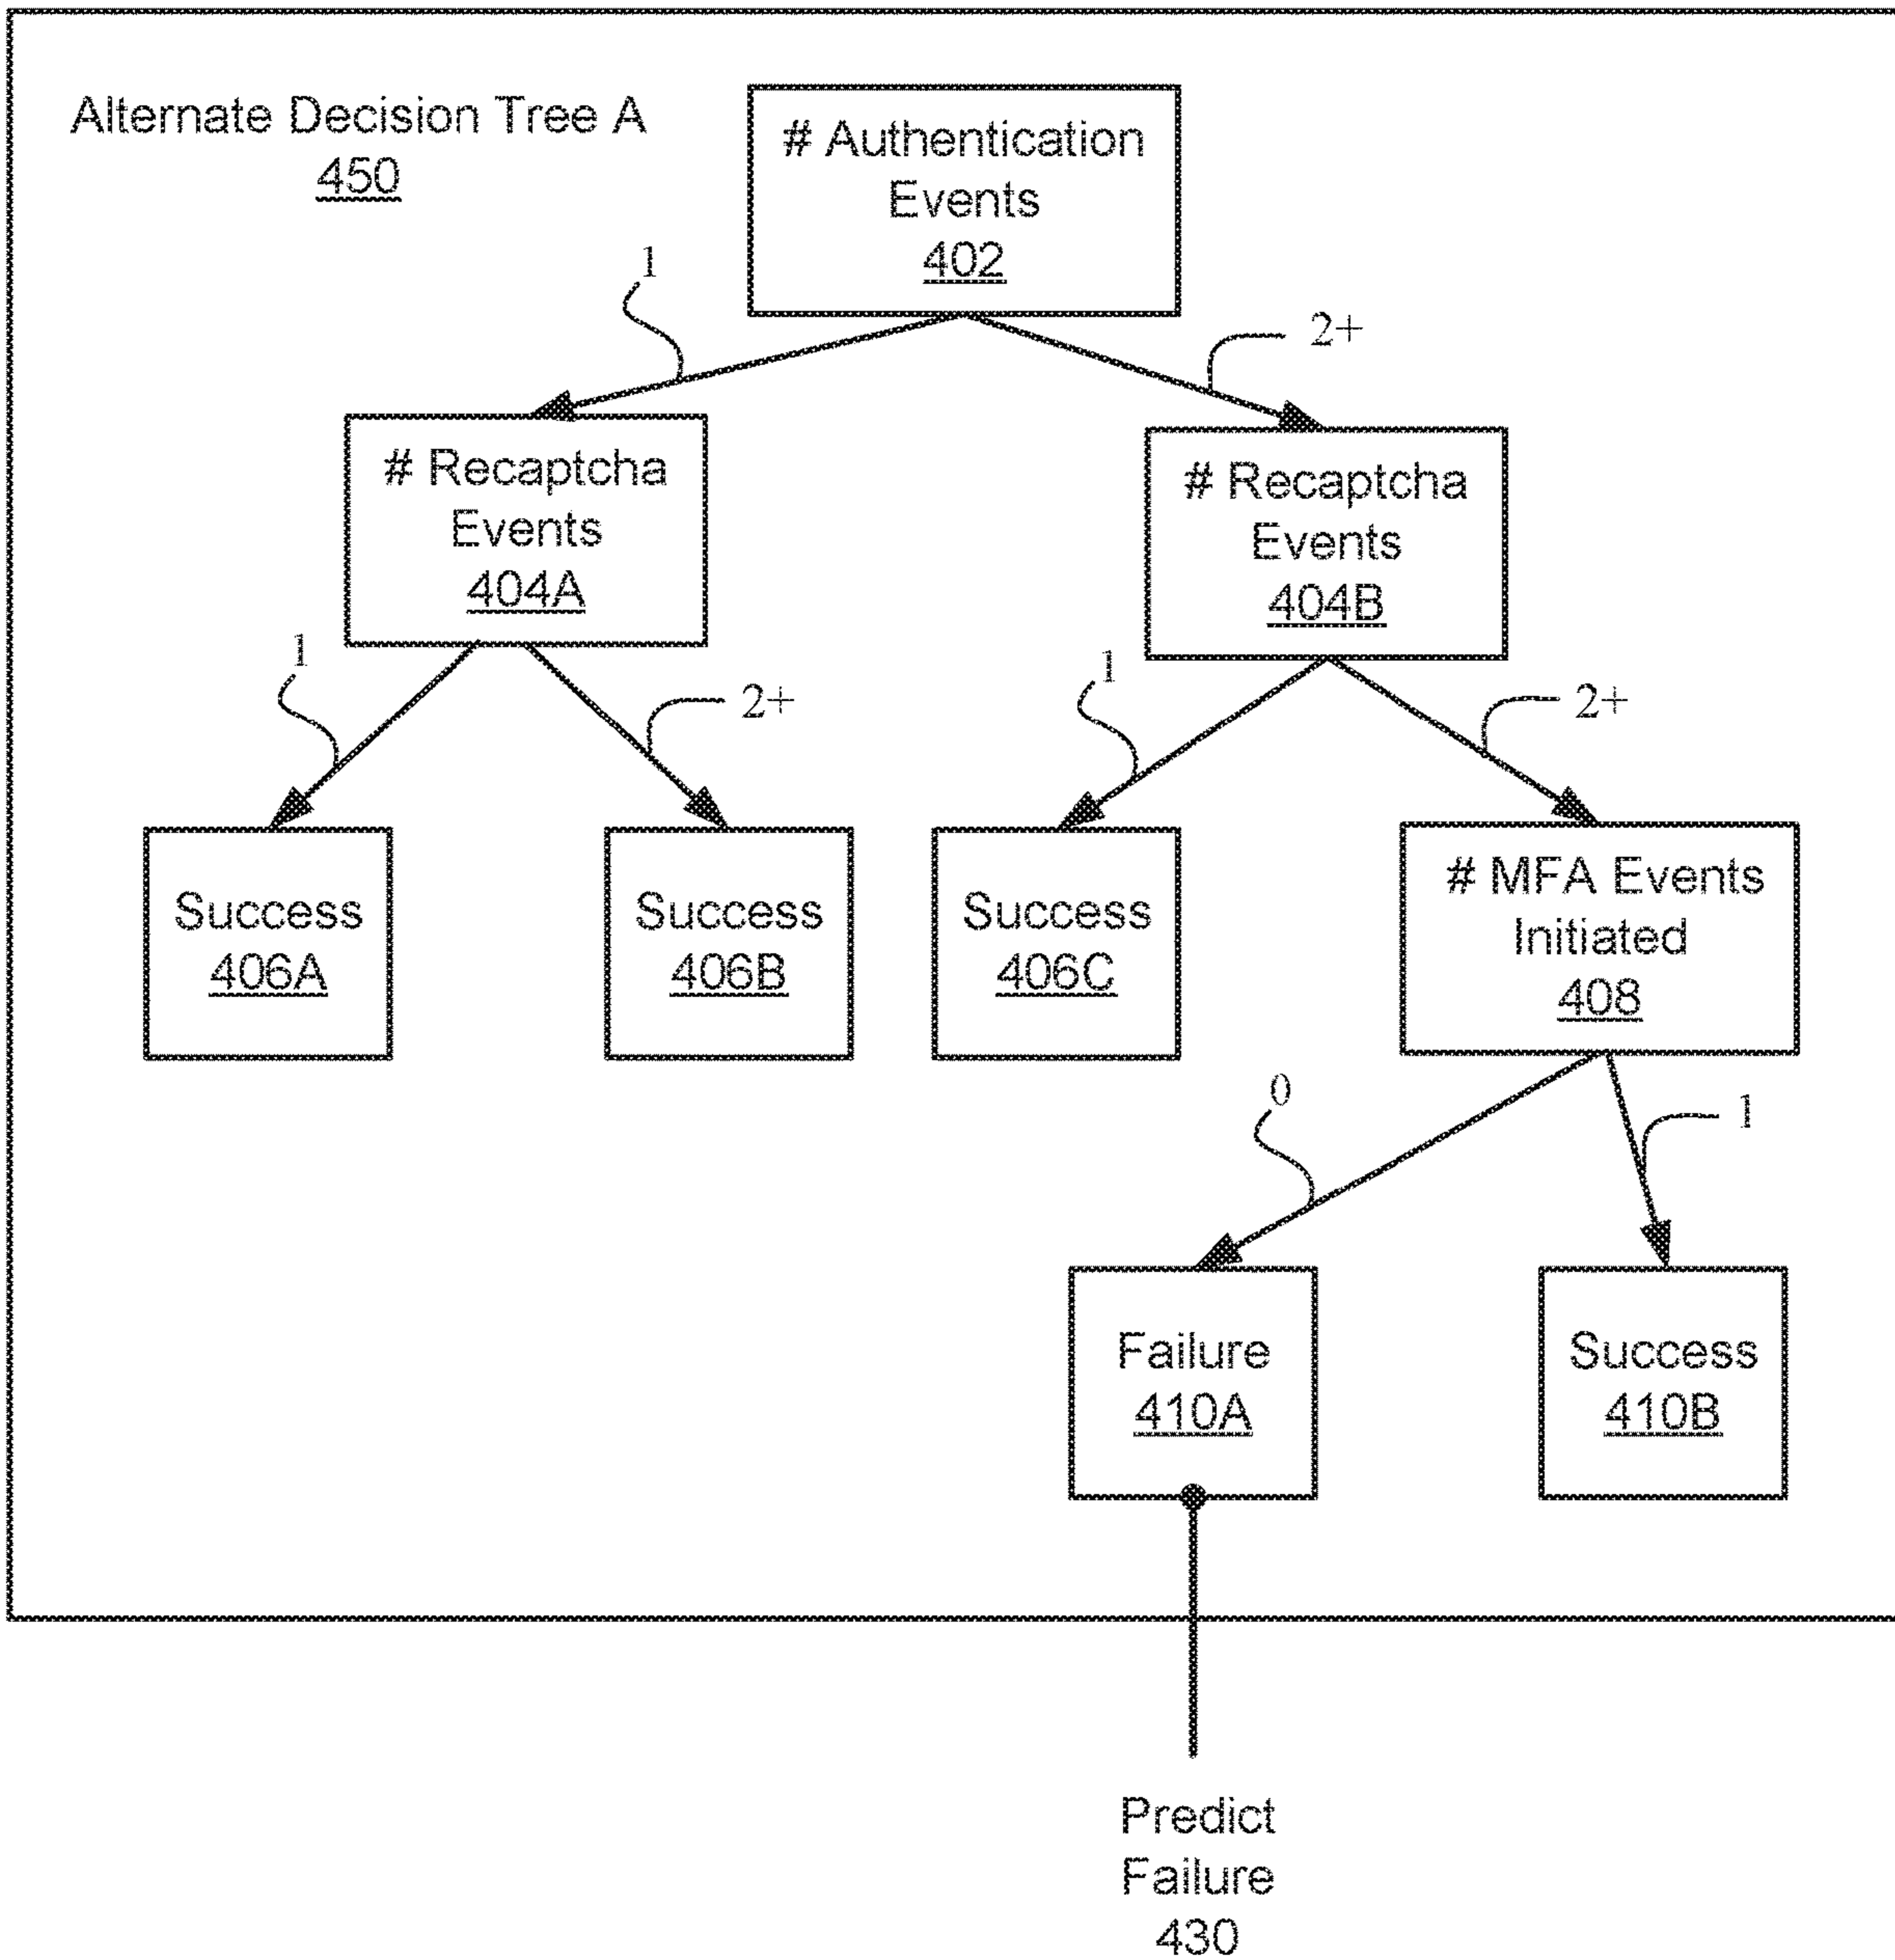 Alternate Decision Tree A
450
# Authentication
Events
402
1
2+
# Recaptcha
Events
404A
# Recaptcha
Events
404B
1
2+
1
2+
Success
406A
Success
406B
Success
406C
# MFA Events
Initiated
408
0
1
Failure
410A
Success
410B
Predict
Failure
430